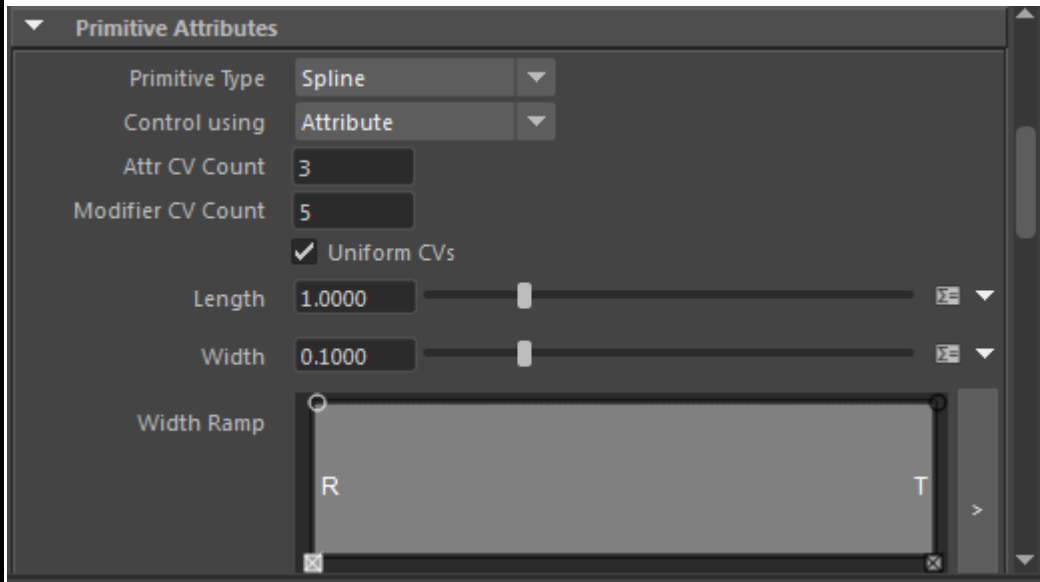 Primitive Attributes
Primitive Type Spline
Control using Attribute
Attr CV Count 3
Modifier CV Count 5
Uniform CVs
Length 1.0000
Width 0.1000
Width Ramp
R T
>